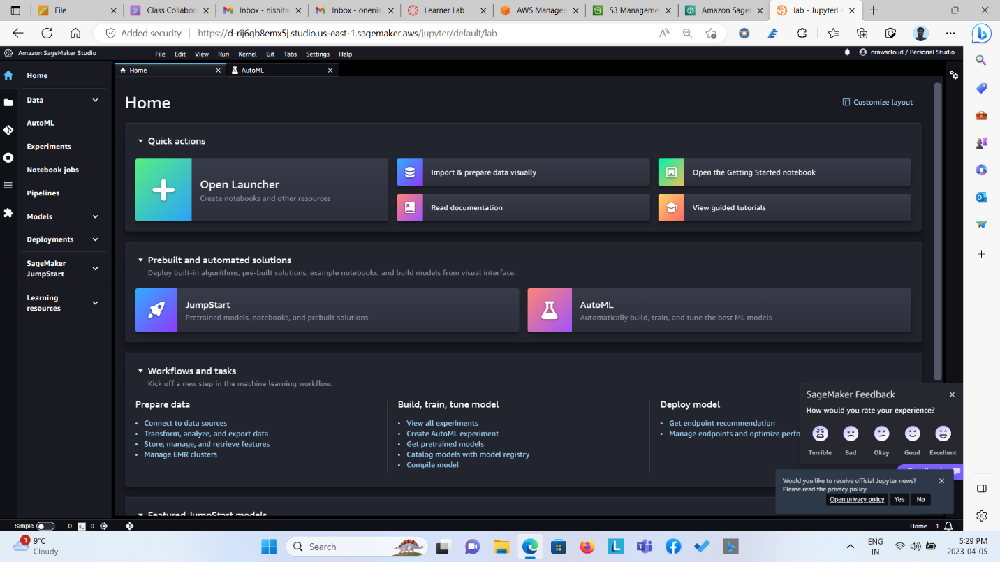 File
Class Collabora
Inbox - nishits
Inbox - onenis
Learner Lab
AWS Managem
S3 Manageme
Amazon Sagel
lab - JupyterLa
Added security
https://d-rij6gb8emx5j.studio.us-east-1.sagemaker.aws/jupyter/default/lab
Amazon SageMaker Studio
File Edit View Run Kernel Git Tabs Settings Help
nrawscloud / Personal Studio
Home
Data
AutoML
Experiments
Notebook jobs
Pipelines
Models
Deployments
SageMaker
JumpStart
Learning
resources
Home
AutoML
Home
Customize layout
Quick actions
Open Launcher
Create notebooks and other resources
Import & prepare data visually
Open the Getting Started notebook
Read documentation
View guided tutorials
Prebuilt and automated solutions
Deploy built-in algorithms, pre-built solutions, example notebooks, and build models from visual interface.
JumpStart
Pretrained models, notebooks, and prebuilt solutions
AutoML
Automatically build, train, and tune the best ML models
Workflows and tasks
Kick off a new step in the machine learning workflow.
Prepare data
Connect to data sources
Transform, analyze, and export data
Store, manage, and retrieve features
Manage EMR clusters
Build, train, tune model
View all experiments
Create AutoML experiment
Get pretrained models
Catalog models with model registry
Compile model
Deploy model
Get endpoint recommendation
Manage endpoints and optimize perfo
Featured JumpStart models
SageMaker Feedback
How would you rate your experience?
Terrible Bad Okay Good Excellent
Would you like to receive official Jupyter news?
Please read the privacy policy.
Open privacy policy Yes No
Simple 0 0
Home 1
1
9°C
Cloudy
Search
ENG
IN
5:29 PM
2023-04-05